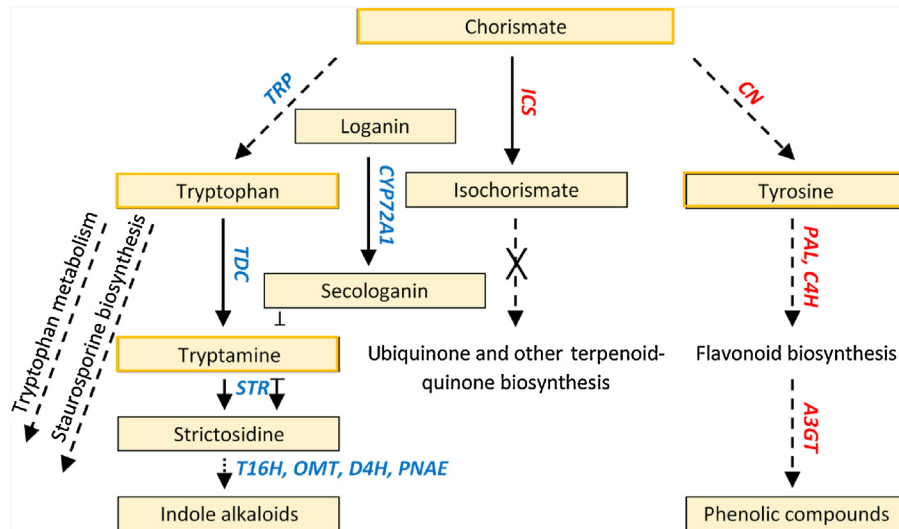 Chorismate
TRP
ICS
CN
Loganin
CYP72A1
Tryptophan
Isochorismate
Tyrosine
Tryptophan metabolism
Staurosporine biosynthesis
TDC
PAL, C4H
Secologanin
Tryptamine
Ubiquinone and other terpenoid-
quinone biosynthesis
Flavonoid biosynthesis
STR
A3GT
Strictosidine
T16H, OMT, D4H, PNAE
Indole alkaloids
Phenolic compounds